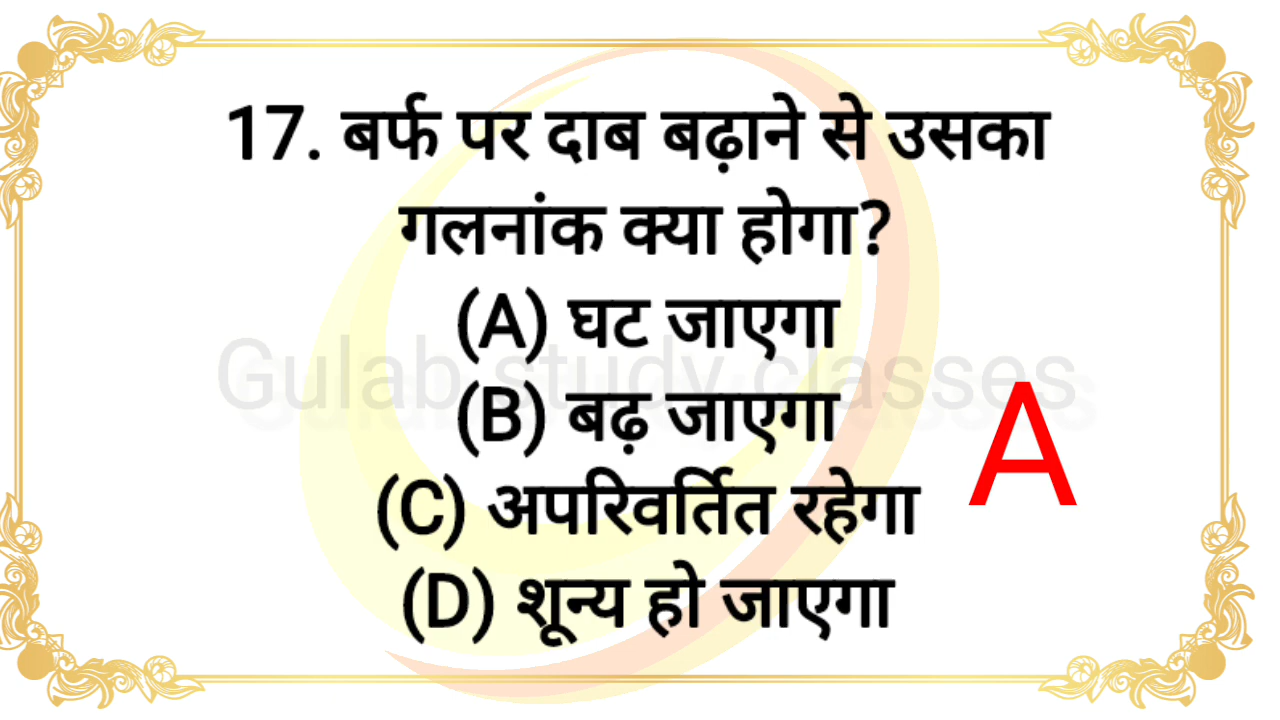 17. बर्फ पर दाब बढ़ाने से उसका
गलनांक क्या होगा?
(A) घट जाएगा
Gulab study classes
(B) बढ़ जाएगा
A
(C) अपरिवर्तित रहेगा
(D) शून्य हो जाएगा